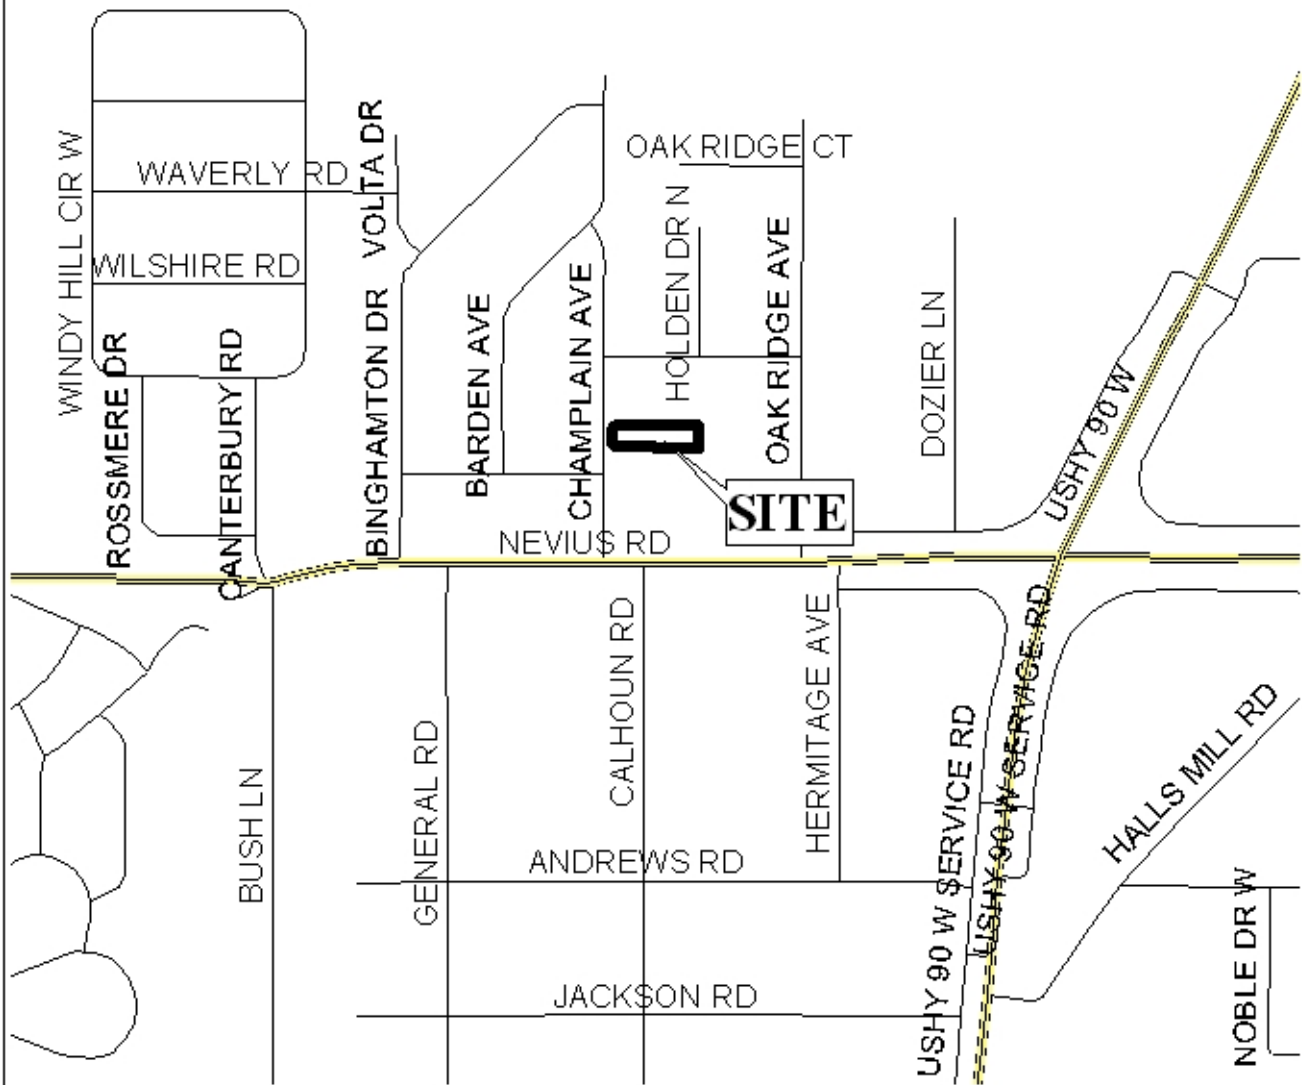 VOLTA DR
OAK RIDGE CT
WAVERLY RD
WINDY HILL CIR W
HOLDEN DR N
OAK RIDGE AVE
WILSHIRE RD
CHAMPLAIN AVE
BINGHAMTON DR
BARDEN AVE
DOZIER LN
ROSSMERE DR
CANTERBURY RD
USHY 90 W
SITE
NEVIUS RD
CALHOUN RD
HERMITAGE AVE
USHY 90 W SERVICE RD
HALLS MILL RD
USHY 90 W SERVICE RD
GENERAL RD
BUSH LN
ANDREWS RD
NOBLE DR W
JACKSON RD